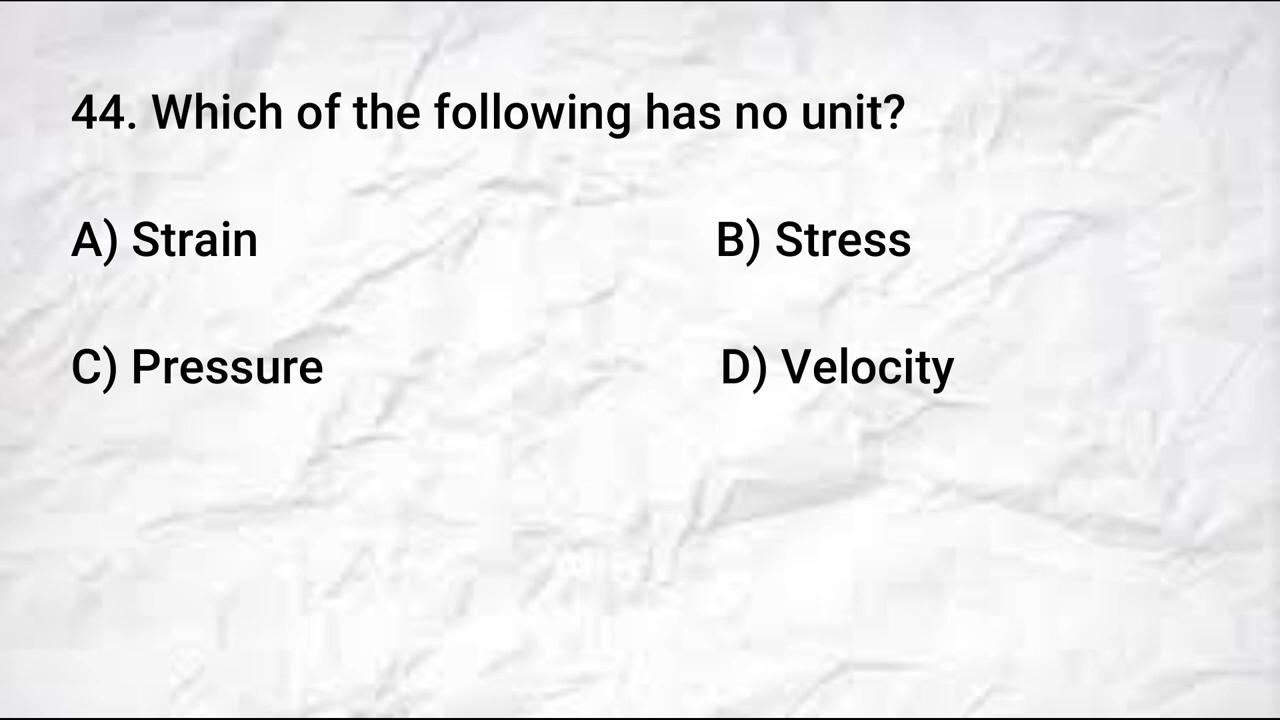 44. Which of the following has no unit?
A) Strain B) Stress
C) Pressure D) Velocity